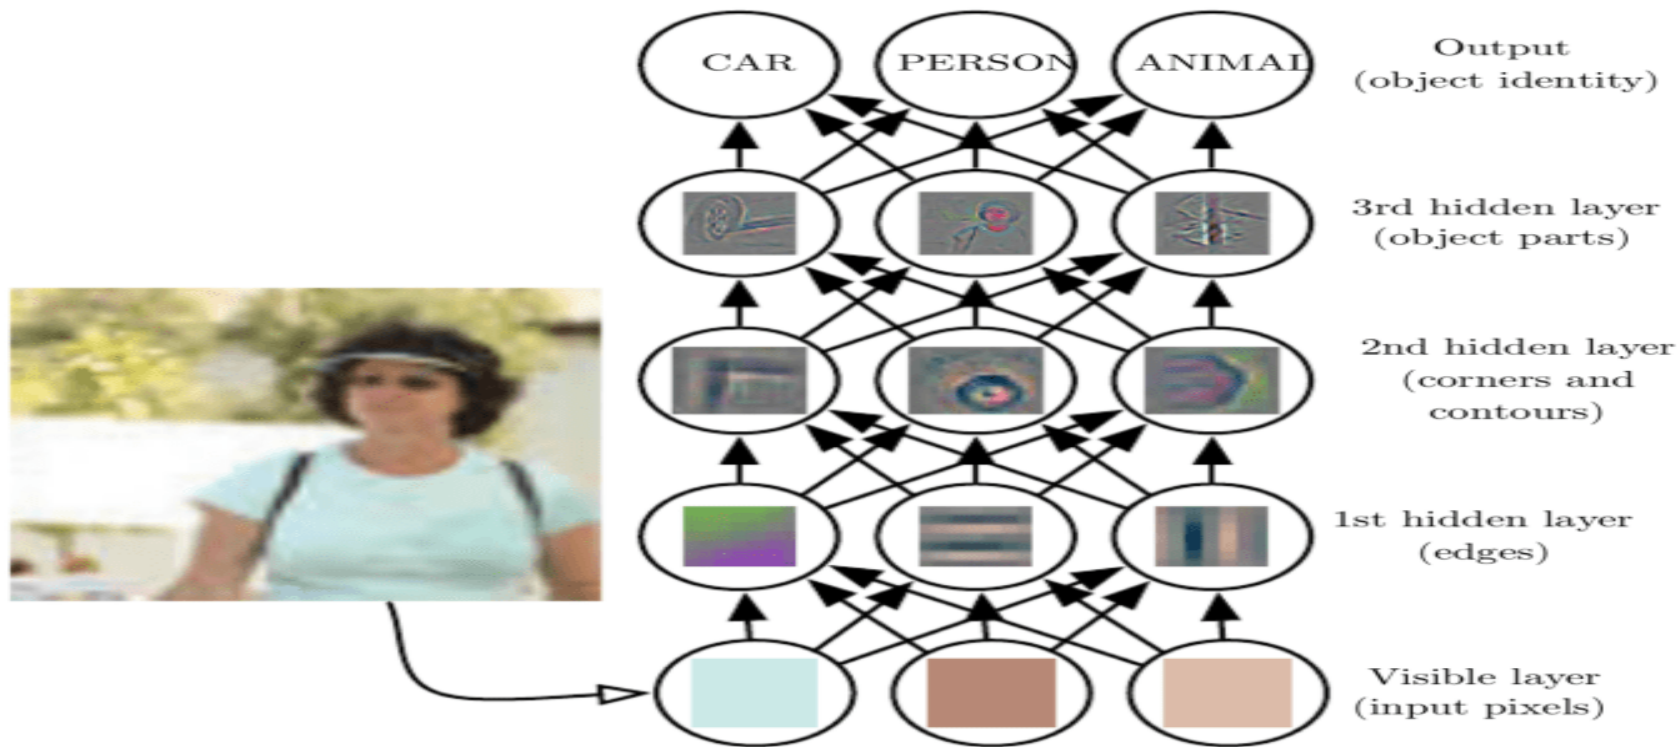 CAR PERSON ANIMAL
Output
(object identity)
3rd hidden layer
(object parts)
2nd hidden layer
(corners and
contours)
1st hidden layer
(edges)
Visible layer
(input pixels)